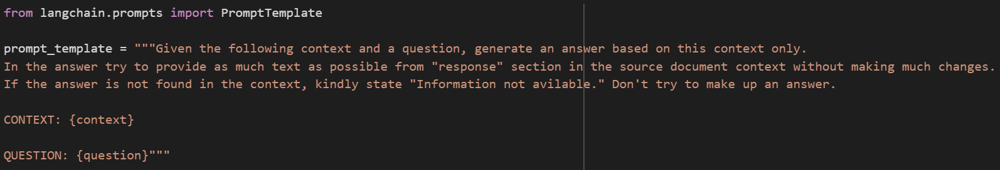 from langchain.prompts import PromptTemplate
prompt_template = """Given the following context and a question, generate an answer based on this context only.
In the answer try to provide as much text as possible from "response" section in the source document context without making much changes.
If the answer is not found in the context, kindly state "Information not avilable." Don't try to make up an answer.
CONTEXT: {context}
QUESTION: {question}"""